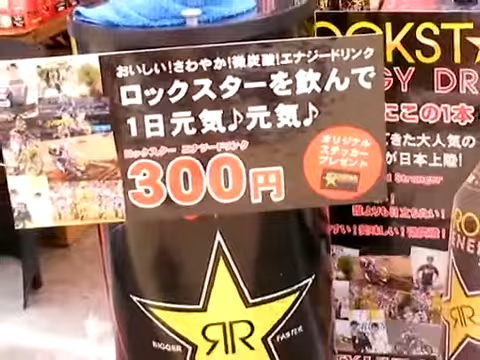 おいしい!さわやか!微炭酸!エナジードリンク
ロックスターを飲んで
1日元気♪元気♪
ロックスター エナジードリンク
300円
オリジナル
ステッカー
プレゼント
OCKST★
GY DR
この1本
きた大人気の
が日本上陸!
Stronger
BIGGER
FASTER